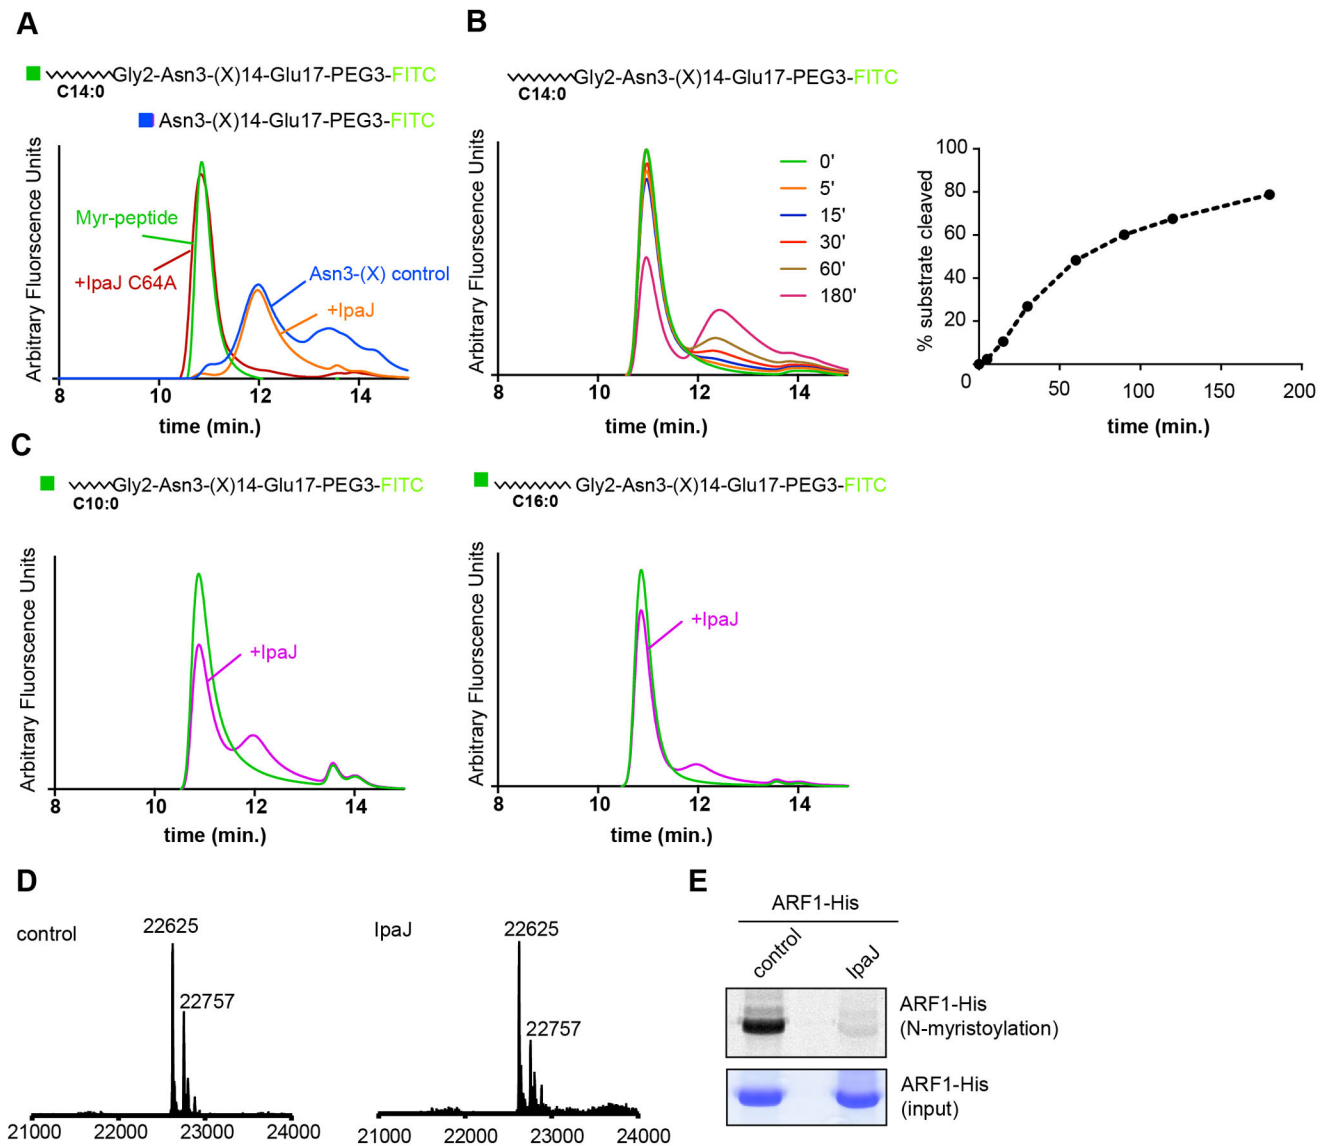 A
Gly2-Asn3-(X)14-Glu17-PEG3-FITC
C14:0
Asn3-(X)14-Glu17-PEG3-FITC
Arbitrary Fluorescence Units
Myr-peptide
+IpaJ C64A
Asn3-(X) control
+IpaJ
8 10 12 14
time (min.)
B
Gly2-Asn3-(X)14-Glu17-PEG3-FITC
C14:0
Arbitrary Fluorescence Units
0'
5'
15'
30'
60'
180'
8 10 12 14
time (min.)
% substrate cleaved
100
80
60
40
20
0 50 100 150 200
time (min.)
C
Gly2-Asn3-(X)14-Glu17-PEG3-FITC
C10:0
Arbitrary Fluorescence Units
+IpaJ
8 10 12 14
time (min.)
Gly2-Asn3-(X)14-Glu17-PEG3-FITC
C16:0
Arbitrary Fluorescence Units
+IpaJ
8 10 12 14
time (min.)
D
control
22625
22757
21000 22000 23000 24000
IpaJ
22625
22757
21000 22000 23000 24000
E
ARF1-His
control
IpaJ
ARF1-His
(N-myristoylation)
ARF1-His
(input)